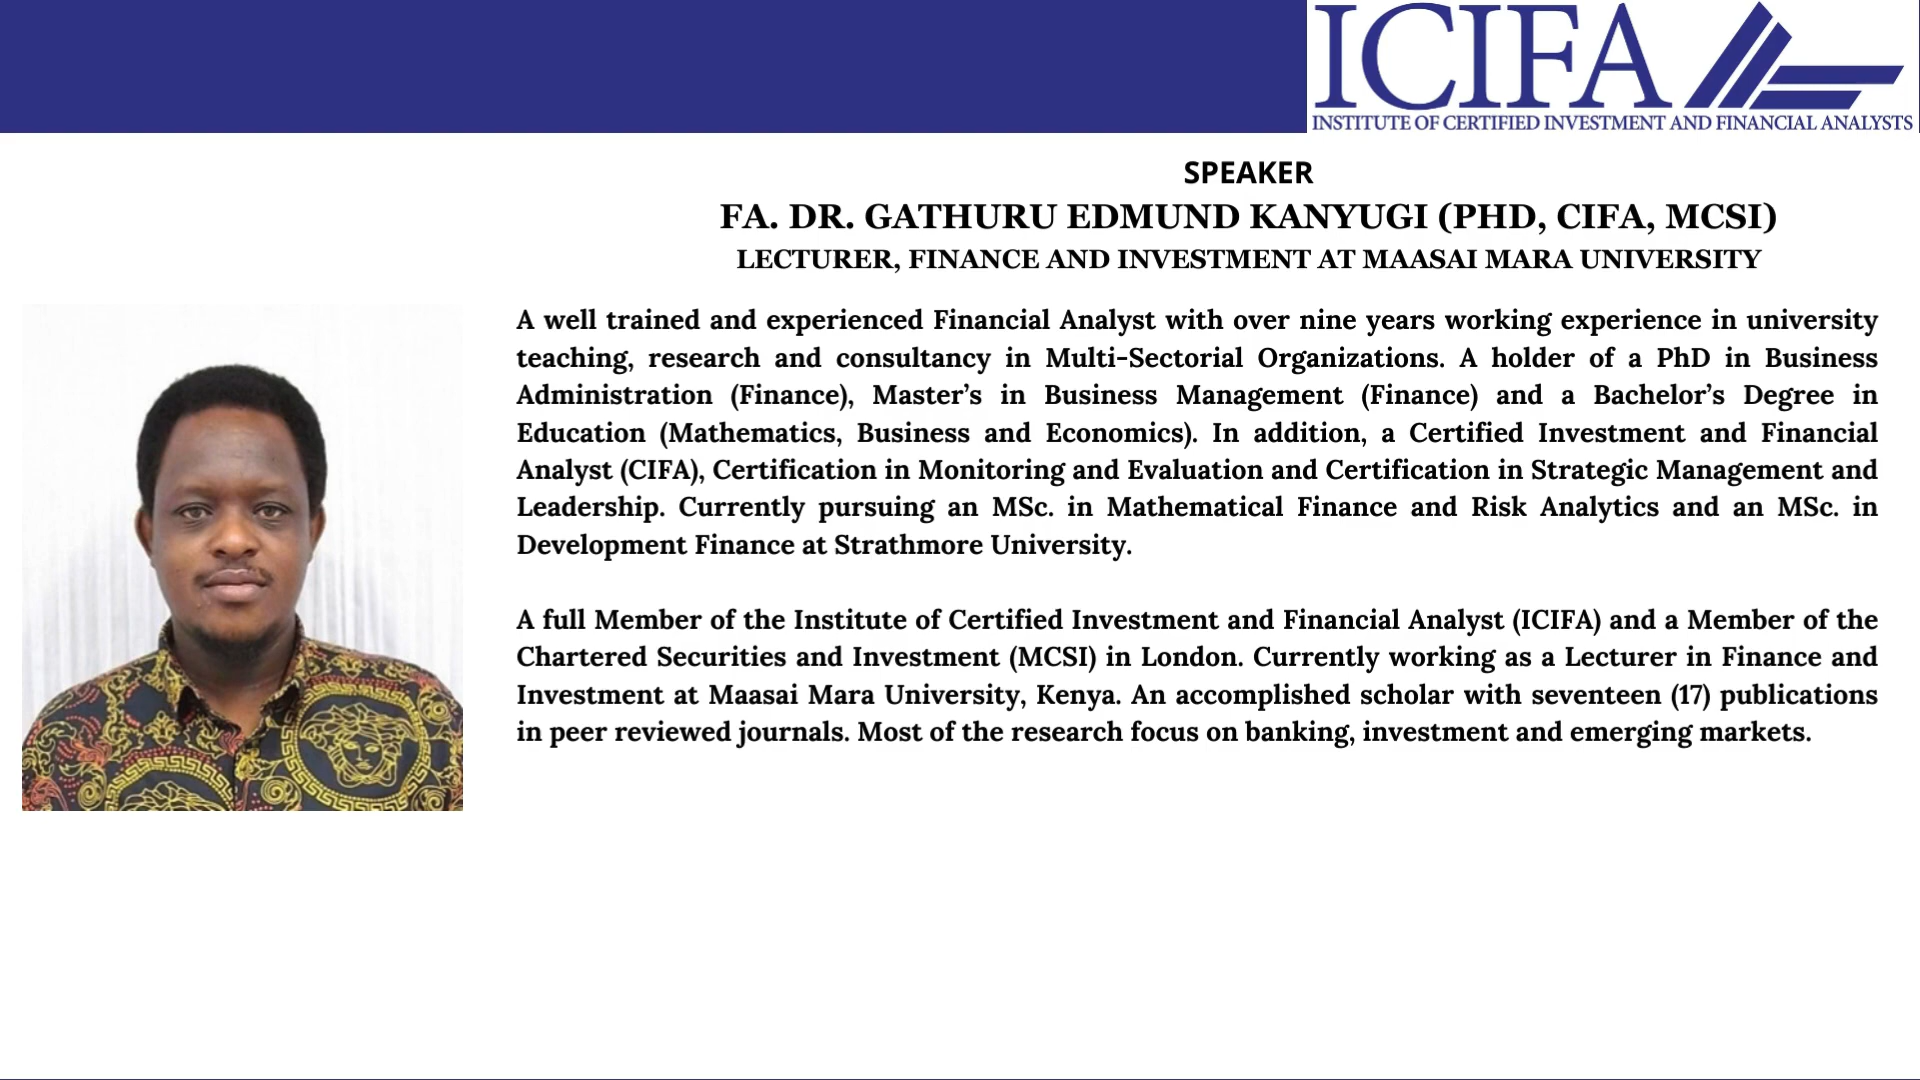 ICIFA
INSTITUTE OF CERTIFIED INVESTMENT AND FINANCIAL ANALYSTS
SPEAKER
FA. DR. GATHURU EDMUND KANYUGI (PHD, CIFA, MCSI)
LECTURER, FINANCE AND INVESTMENT AT MAASAI MARA UNIVERSITY
A well trained and experienced Financial Analyst with over nine years working experience in university
teaching, research and consultancy in Multi-Sectorial Organizations. A holder of a PhD in Business
Administration (Finance), Master’s in Business Management (Finance) and a Bachelor’s Degree in
Education (Mathematics, Business and Economics). In addition, a Certified Investment and Financial
Analyst (CIFA), Certification in Monitoring and Evaluation and Certification in Strategic Management and
Leadership. Currently pursuing an MSc. in Mathematical Finance and Risk Analytics and an MSc. in
Development Finance at Strathmore University.
A full Member of the Institute of Certified Investment and Financial Analyst (ICIFA) and a Member of the
Chartered Securities and Investment (MCSI) in London. Currently working as a Lecturer in Finance and
Investment at Maasai Mara University, Kenya. An accomplished scholar with seventeen (17) publications
in peer reviewed journals. Most of the research focus on banking, investment and emerging markets.